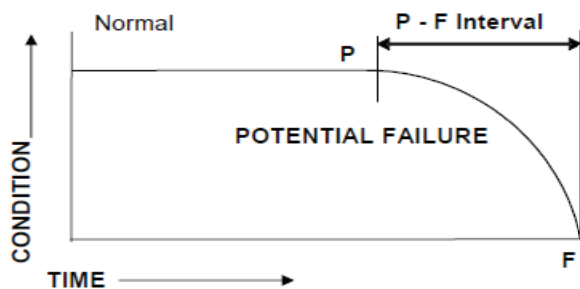 Normal
P - F Interval
P
POTENTIAL FAILURE
CONDITION
F
TIME